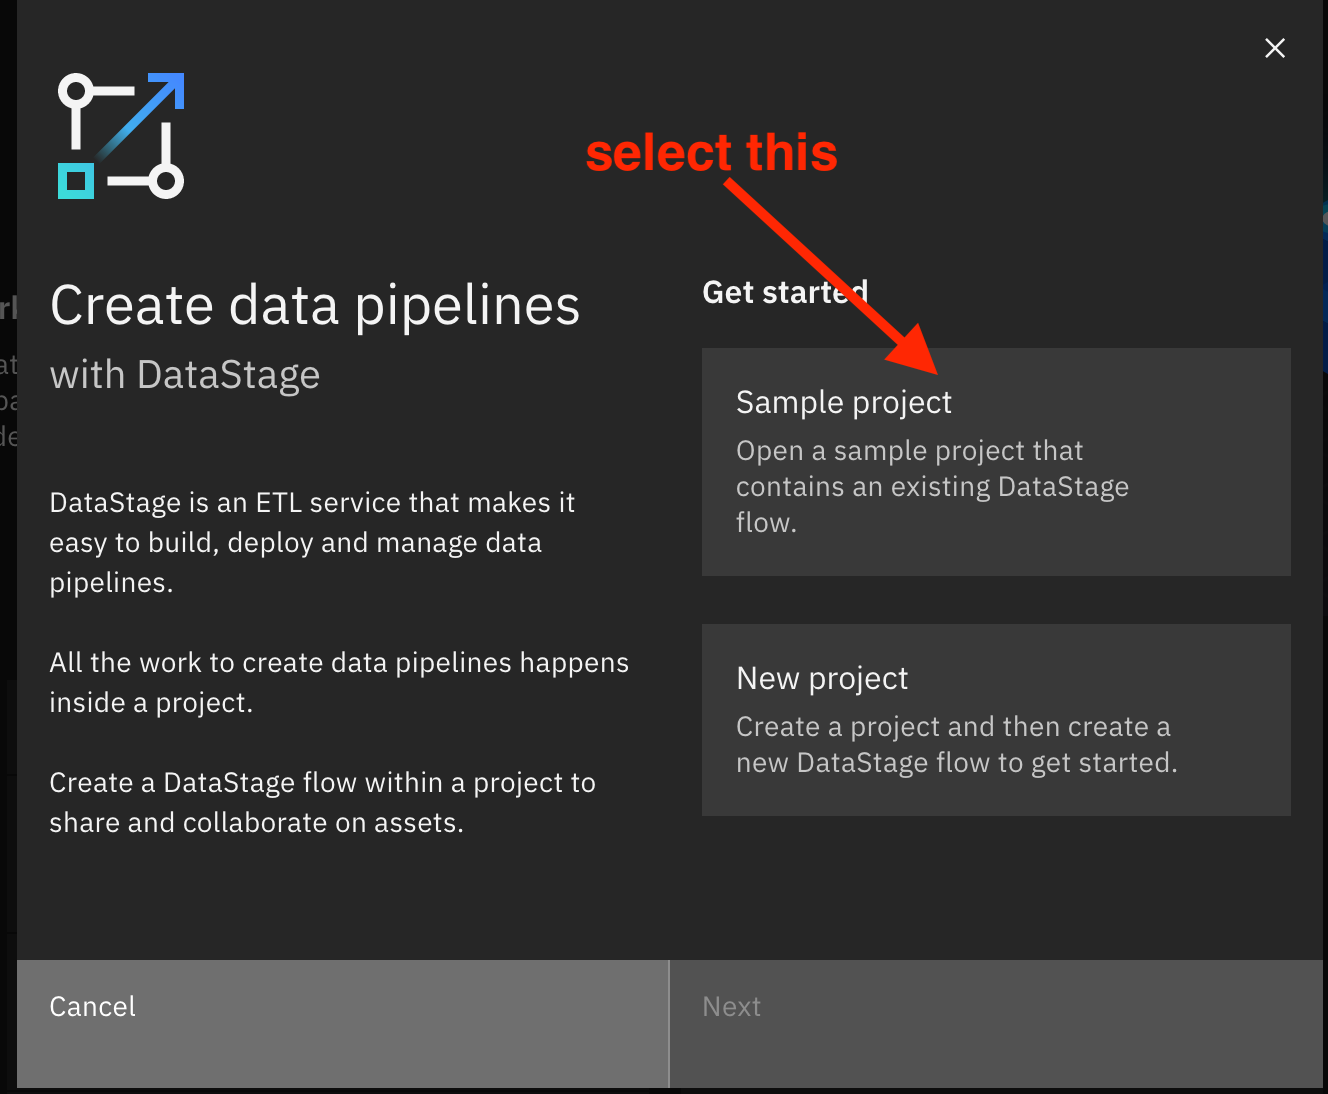 select this
Create data pipelines
with DataStage
DataStage is an ETL service that makes it
easy to build, deploy and manage data
pipelines.
All the work to create data pipelines happens
inside a project.
Create a DataStage flow within a project to
share and collaborate on assets.
Get started
Sample project
Open a sample project that
contains an existing DataStage
flow.
New project
Create a project and then create a
new DataStage flow to get started.
Cancel
Next